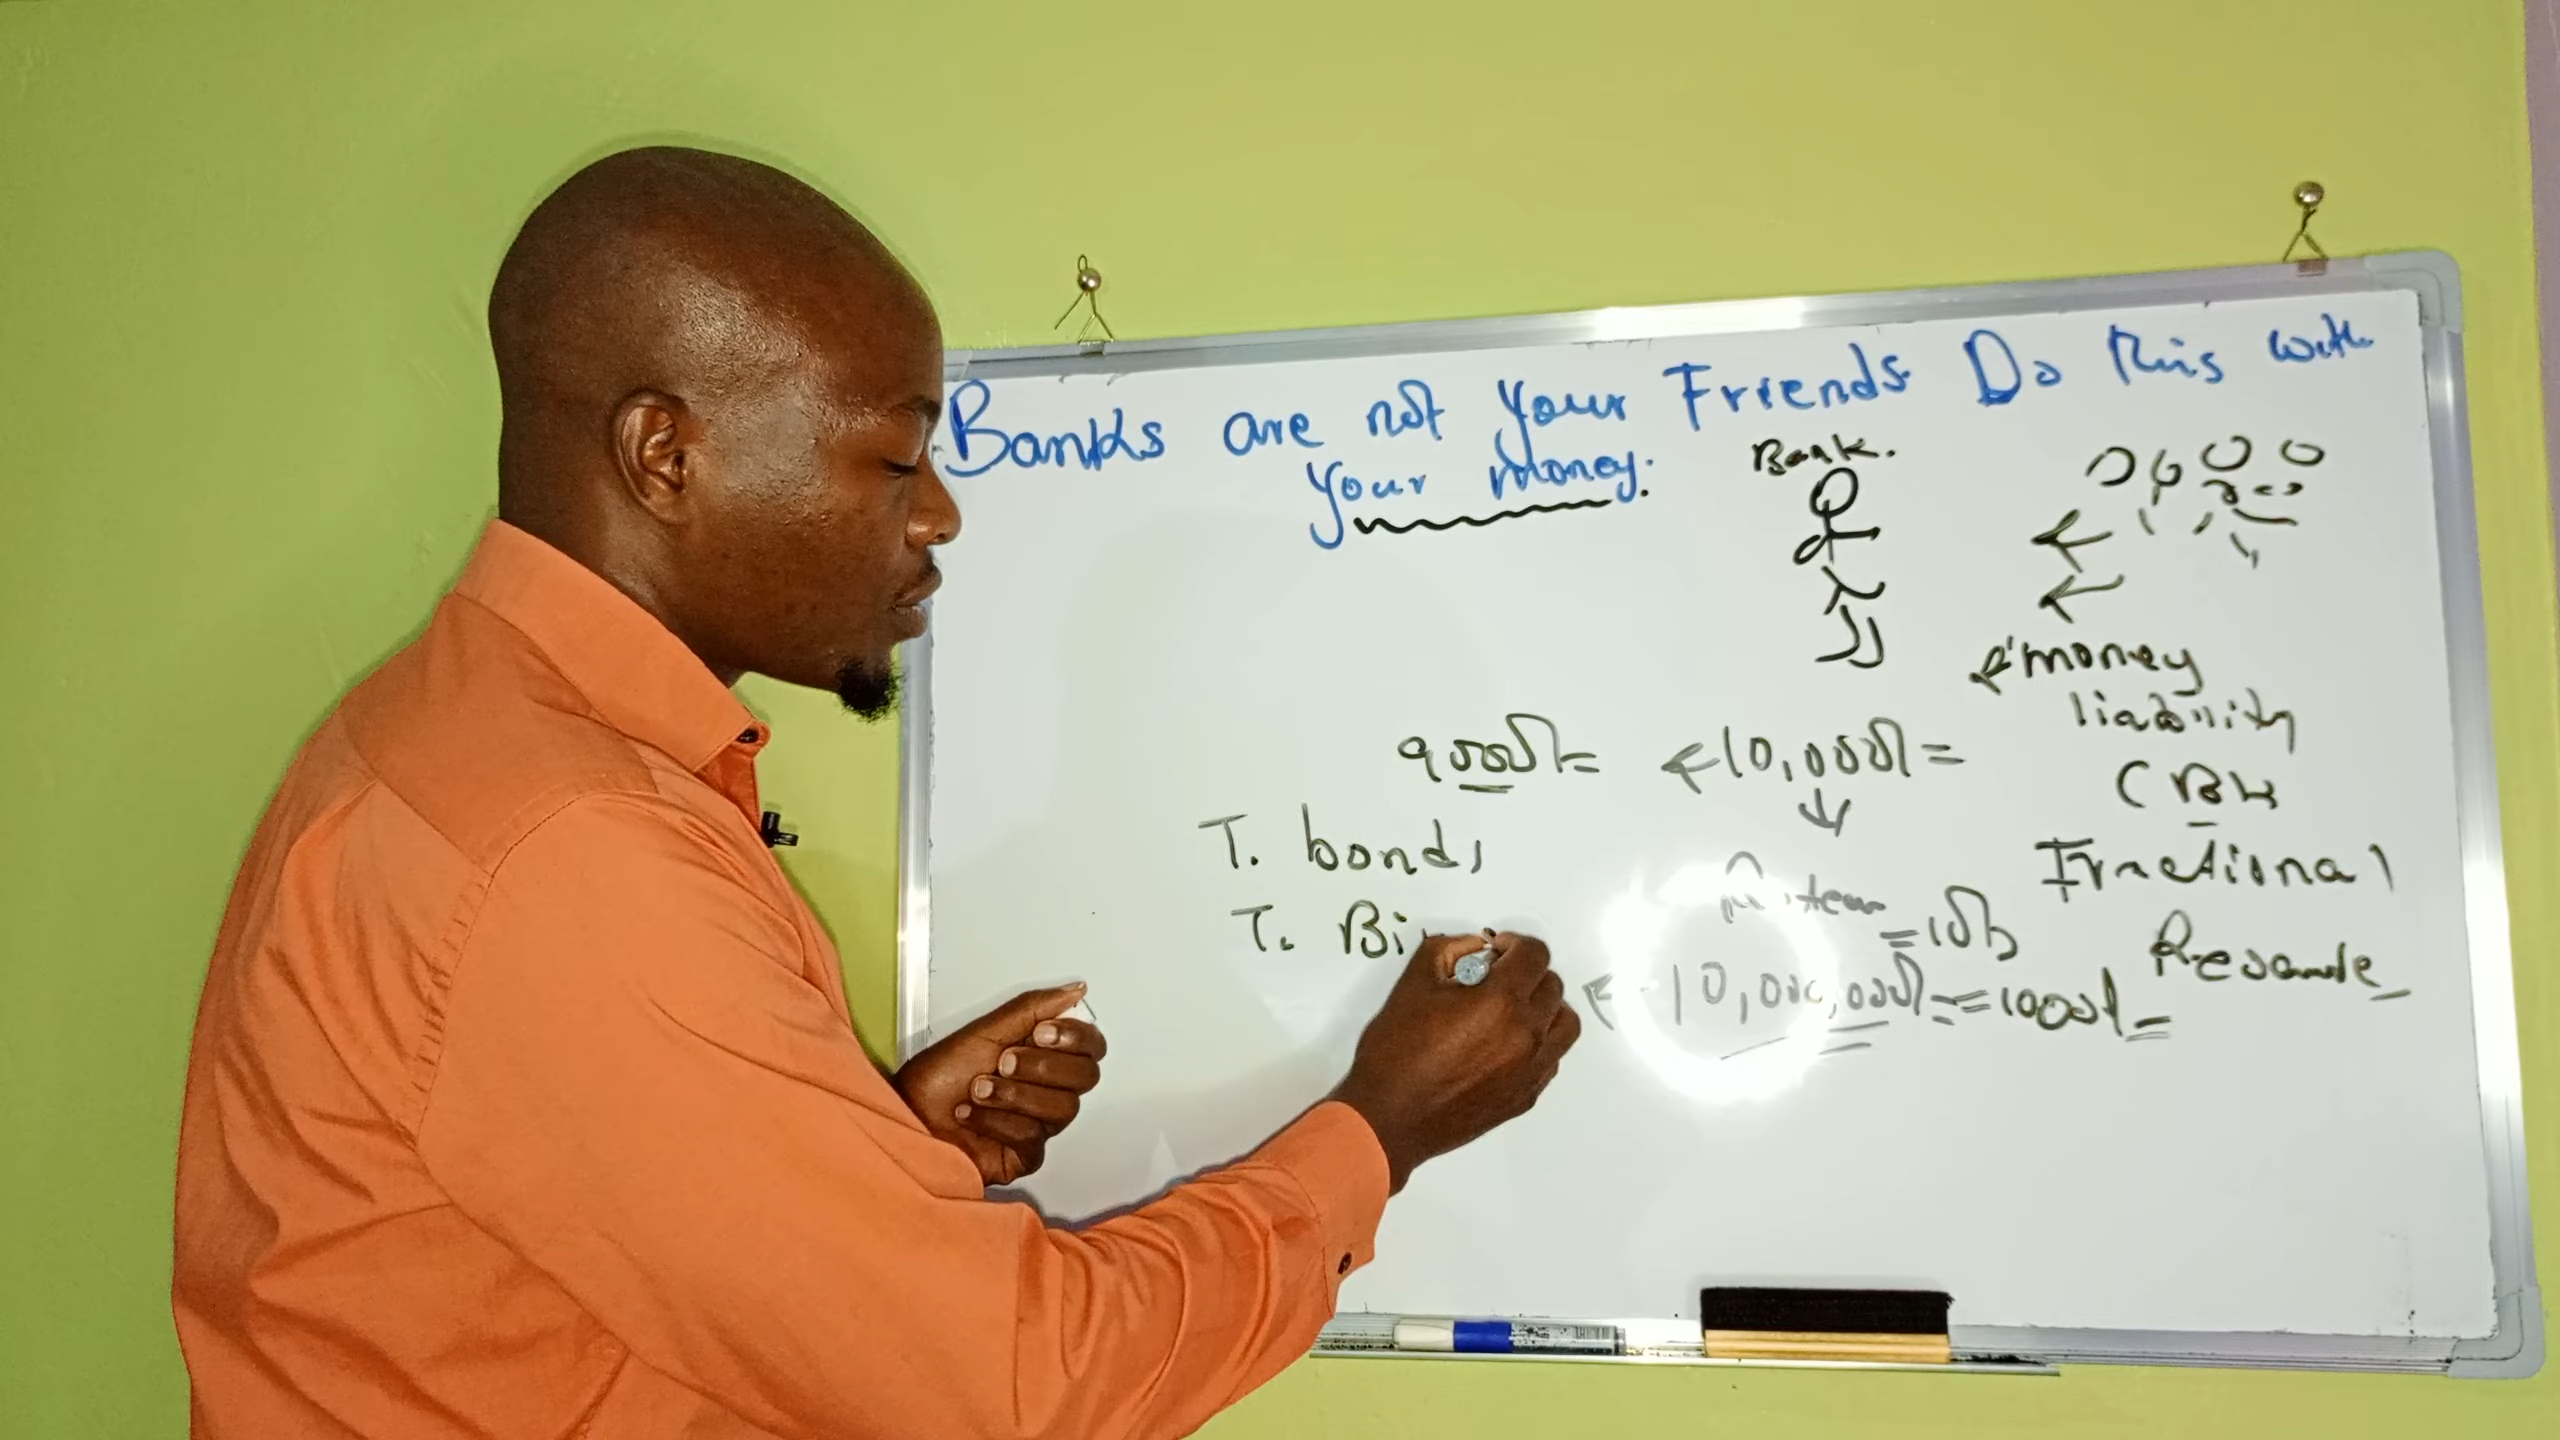 Banks are not your Friends. Do this with
your money.
Bank.
money
liability
(CBK
9000/= ← 10,000/=
T. bonds
Fractional
Reserve
T. Bi
10,000,000/= = 1000/=